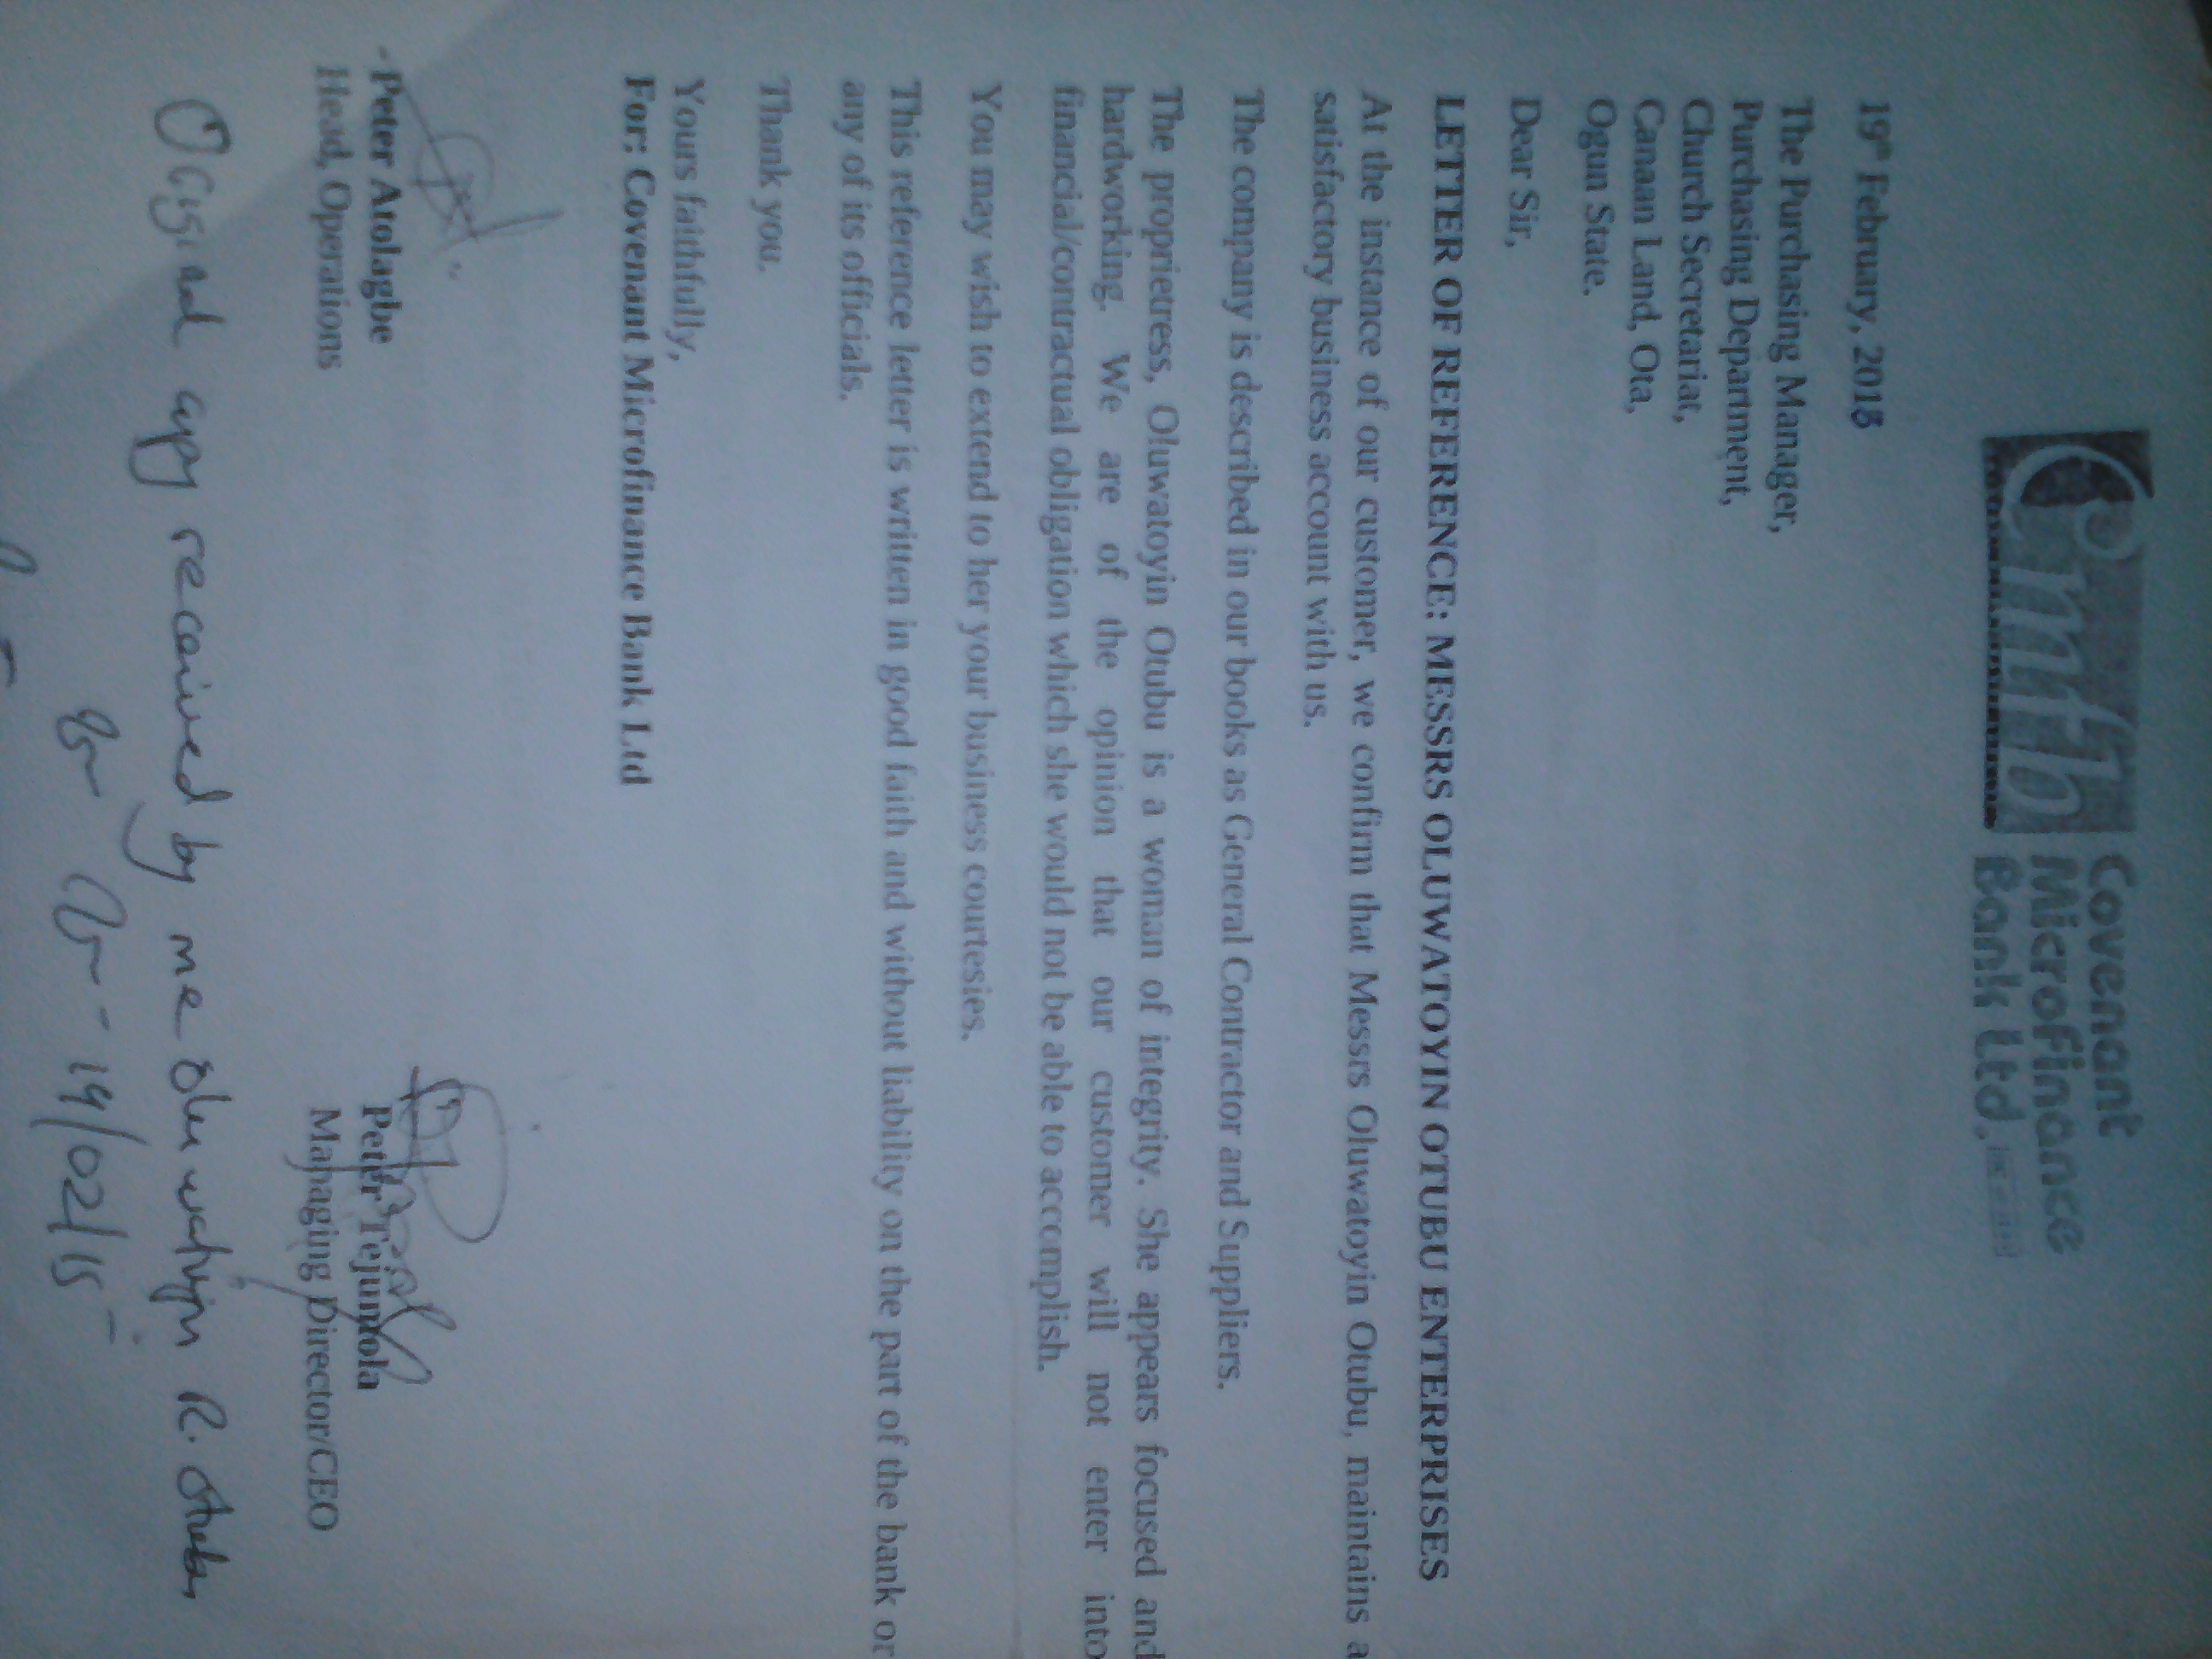 Cmfb
Covenant
MicroFinance
Bank Ltd.
19th February, 2015
The Purchasing Manager,
Purchasing Department,
Church Secretariat,
Canaan Land, Ota,
Ogun State.
Dear Sir,
LETTER OF REFERENCE: MESSRS OLUWATOYIN OTUBU ENTERPRISES
At the instance of our customer, we confirm that Messrs Oluwatoyin Otubu, maintains a
satisfactory business account with us.
The company is described in our books as General Contractor and Suppliers.
The proprietress, Oluwatoyin Otubu is a woman of integrity. She appears focused and
hardworking. We are of the opinion that our customer will not enter into
financial/contractual obligation which she would not be able to accomplish.
You may wish to extend to her your business courtesies.
This reference letter is written in good faith and without liability on the part of the bank or
any of its officials.
Thank you.
Yours faithfully,
For: Covenant Microfinance Bank Ltd
Peter Atolagbe
Head, Operations
Peter Tejumola
Managing Director/CEO
Original copy received by me Oluwatoyin R. Otubu
19/02/15